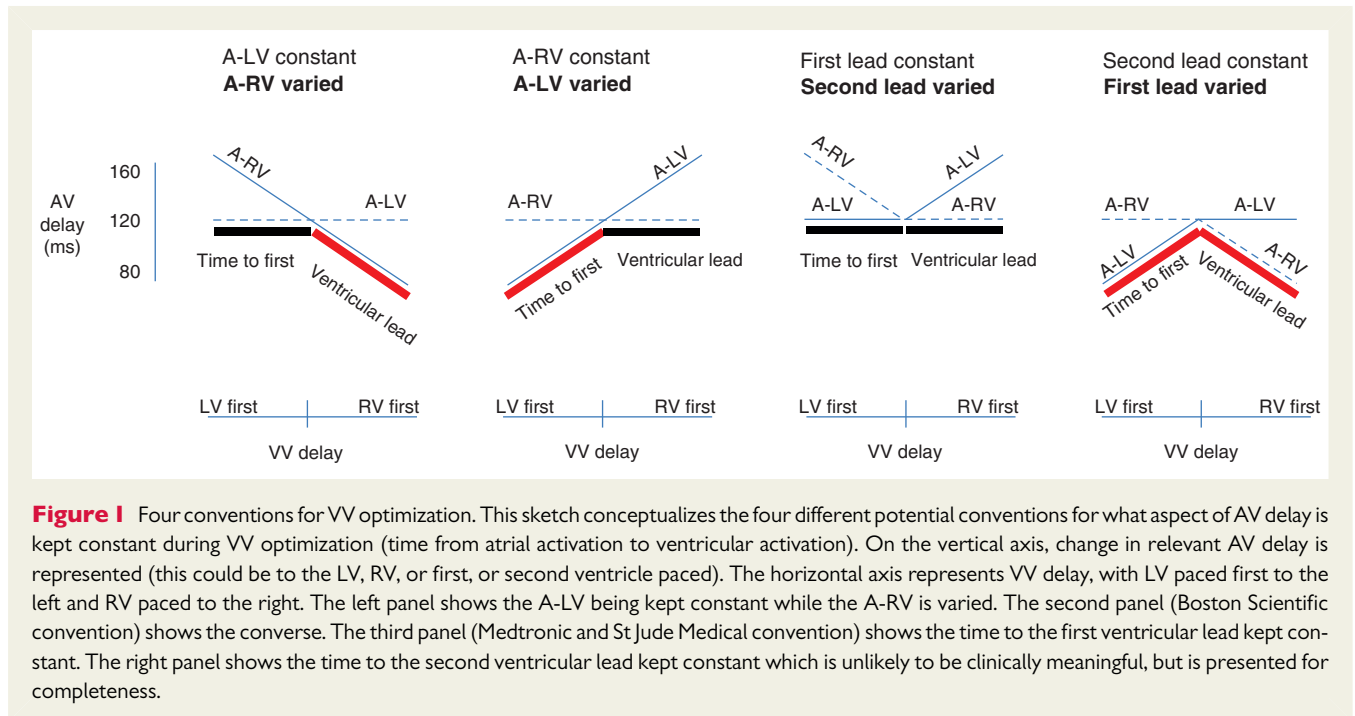 A-LV constant
A-RV varied
A-RV constant
A-LV varied
First lead constant
Second lead varied
Second lead constant
First lead varied
AV
delay
(ms)
160
120
80
A-RV
A-LV
Time to first
Ventricular lead
A-RV
A-LV
Time to first
Ventricular lead
A-RV
A-LV
A-LV
A-RV
Time to first
Ventricular lead
A-RV
A-LV
A-LV
A-RV
Time to first
Ventricular lead
LV first
RV first
VV delay
LV first
RV first
VV delay
LV first
RV first
VV delay
LV first
RV first
VV delay
Figure 1 Four conventions for VV optimization. This sketch conceptualizes the four different potential conventions for what aspect of AV delay is
kept constant during VV optimization (time from atrial activation to ventricular activation). On the vertical axis, change in relevant AV delay is
represented (this could be to the LV, RV, or first, or second ventricle paced). The horizontal axis represents VV delay, with LV paced first to the
left and RV paced to the right. The left panel shows the A-LV being kept constant while the A-RV is varied. The second panel (Boston Scientific
convention) shows the converse. The third panel (Medtronic and St Jude Medical convention) shows the time to the first ventricular lead kept con-
stant. The right panel shows the time to the second ventricular lead kept constant which is unlikely to be clinically meaningful, but is presented for
completeness.